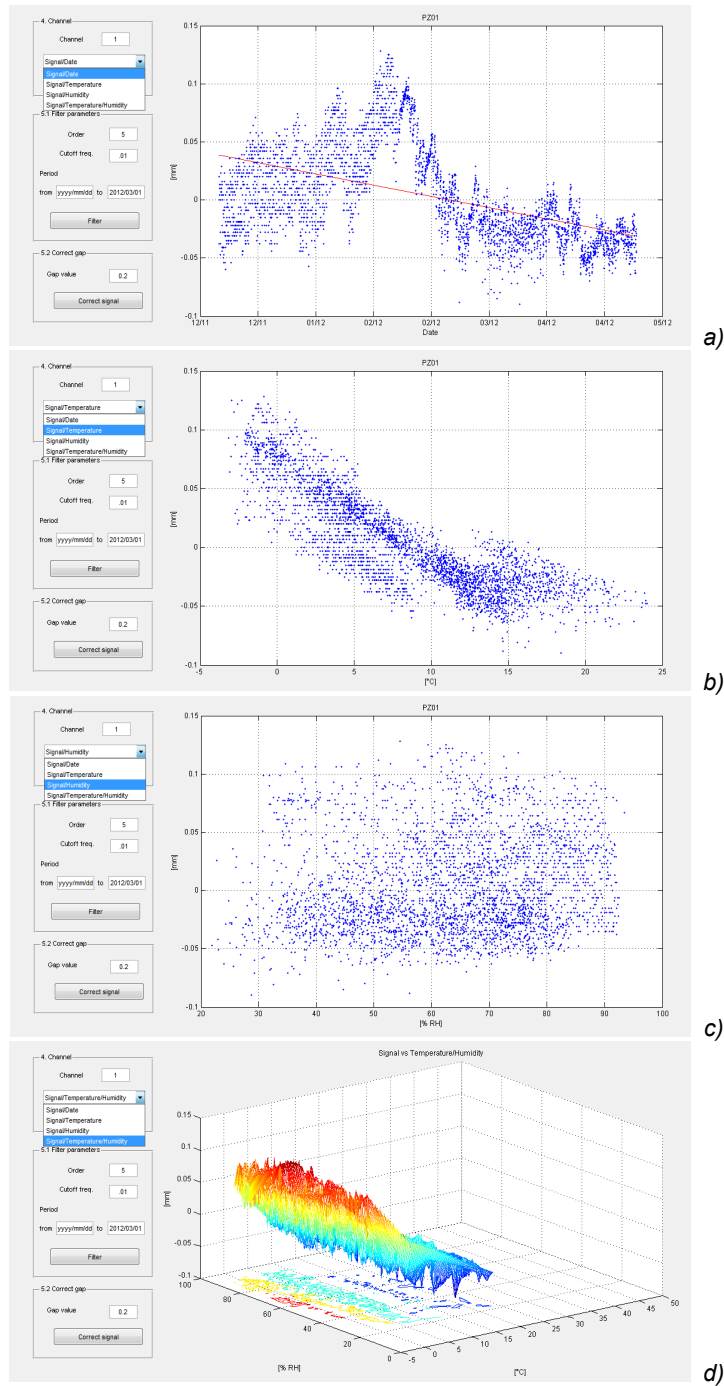 4. Channel
Channel 1
Signal/Date
Signal/Date
Signal/Temperature
Signal/Humidity
Signal/Temperature/Humidity
5.1 Filter parameters
Order 5
Cutoff freq. .01
Period
from yyyy/mm/dd to 2012/03/01
Filter
5.2 Correct gap
Gap value 0.2
Correct signal
PZ01
0.15
0.1
0.05
0
-0.05
-0.1
[mm]
12/11 12/11 01/12 02/12 02/12 03/12 04/12 04/12 05/12
Date
a)
4. Channel
Channel 1
Signal/Temperature
Signal/Date
Signal/Temperature
Signal/Humidity
Signal/Temperature/Humidity
5.1 Filter parameters
Order 5
Cutoff freq. .01
Period
from yyyy/mm/dd to 2012/03/01
Filter
5.2 Correct gap
Gap value 0.2
Correct signal
PZ01
0.15
0.1
0.05
0
-0.05
-0.1
[mm]
-5 0 5 10 15 20 25
[°C]
b)
4. Channel
Channel 1
Signal/Humidity
Signal/Date
Signal/Temperature
Signal/Humidity
Signal/Temperature/Humidity
5.1 Filter parameters
Order 5
Cutoff freq. .01
Period
from yyyy/mm/dd to 2012/03/01
Filter
5.2 Correct gap
Gap value 0.2
Correct signal
PZ01
0.15
0.1
0.05
0
-0.05
-0.1
[mm]
20 30 40 50 60 70 80 90 100
[% RH]
c)
4. Channel
Channel 1
Signal/Temperature/Humidity
Signal/Date
Signal/Temperature
Signal/Humidity
Signal/Temperature/Humidity
5.1 Filter parameters
Order 5
Cutoff freq. .01
Period
from yyyy/mm/dd to 2012/03/01
Filter
5.2 Correct gap
Gap value 0.2
Correct signal
Signal vs Temperature/Humidity
0.15
0.1
0.05
0
-0.05
-0.1
[mm]
100 80 60 40 20 0
[% RH]
-5 0 5 10 15 20 25 30 35 40 45 50
[°C]
d)